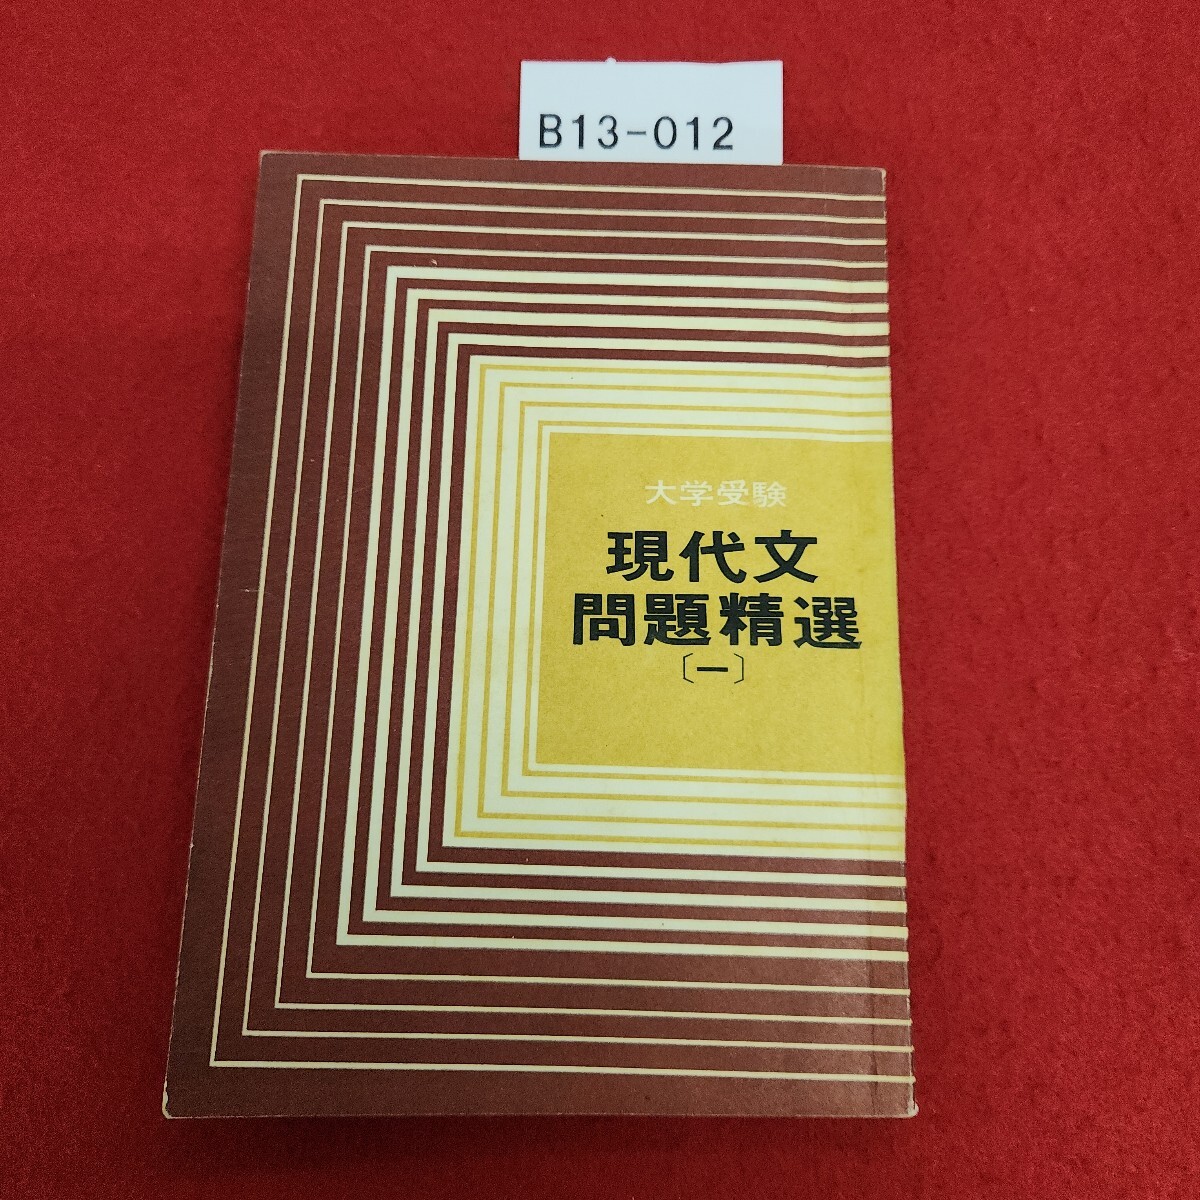 B13-012
大学受験
現代文
問題精選
〔一〕